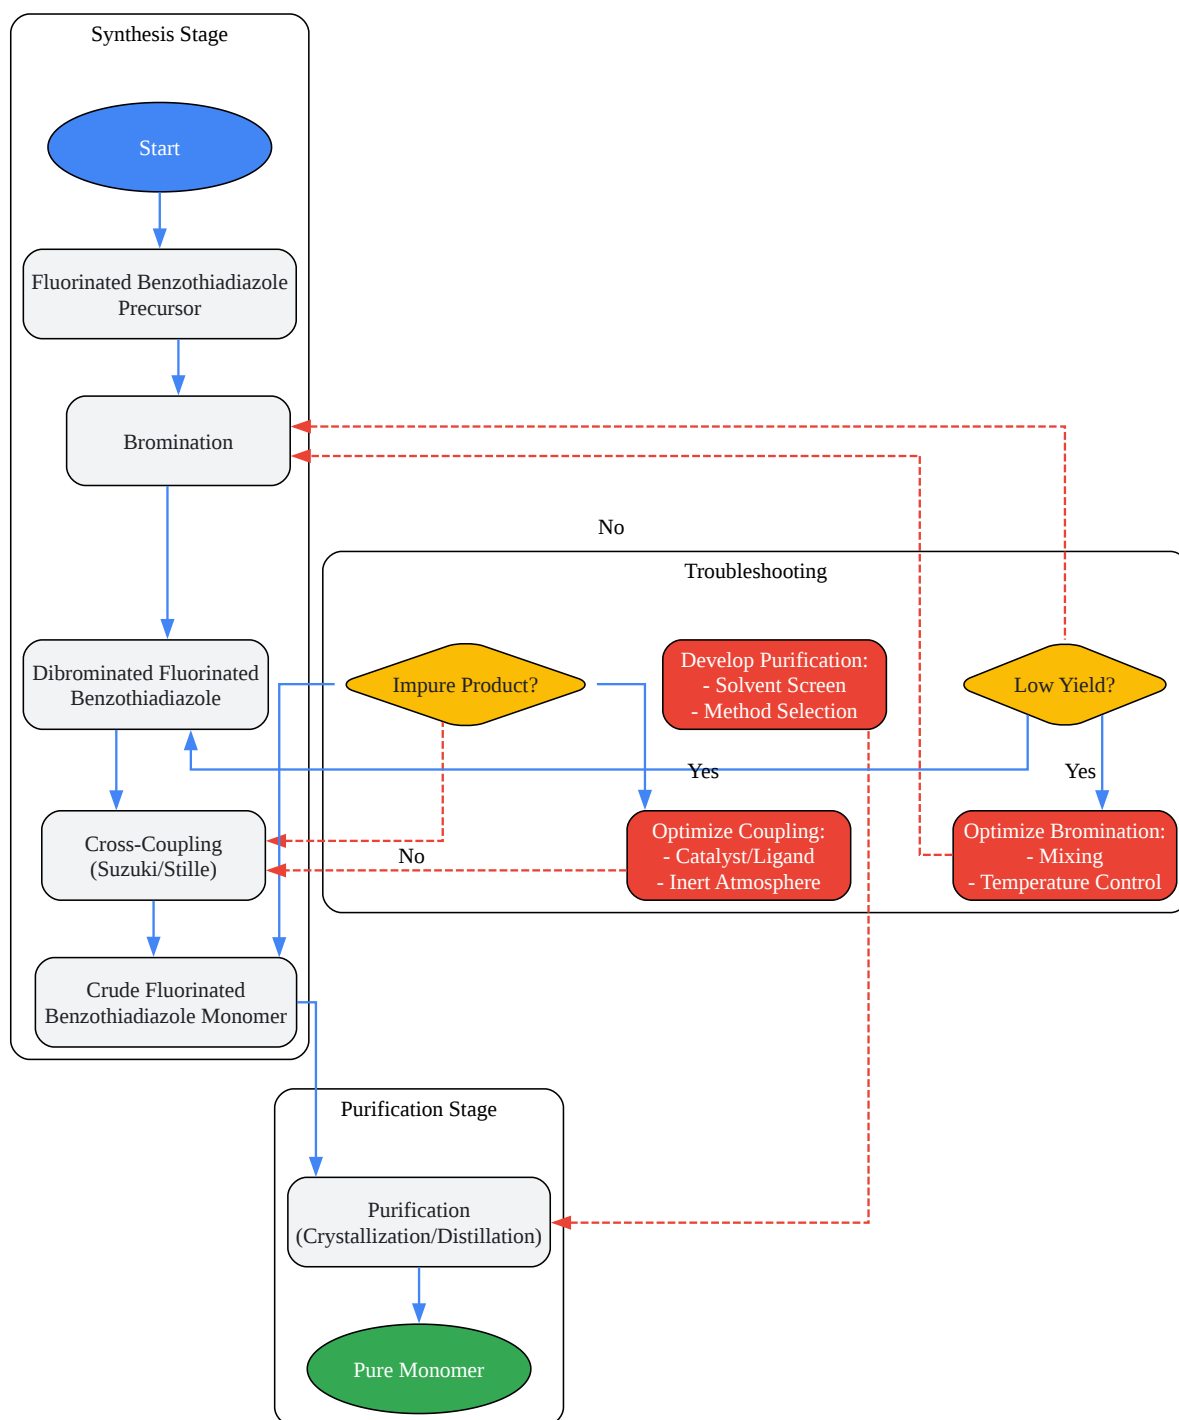 Synthesis Stage
Start
Fluorinated Benzothiadiazole
Precursor
Bromination
No
Troubleshooting
Dibrominated Fluorinated
Benzothiadiazole
Impure Product?
Develop Purification:
- Solvent Screen
- Method Selection
Low Yield?
Yes
Yes
Cross-Coupling
(Suzuki/Stille)
No
Optimize Coupling:
- Catalyst/Ligand
- Inert Atmosphere
Optimize Bromination:
- Mixing
- Temperature Control
Crude Fluorinated
Benzothiadiazole Monomer
Purification Stage
Purification
(Crystallization/Distillation)
Pure Monomer